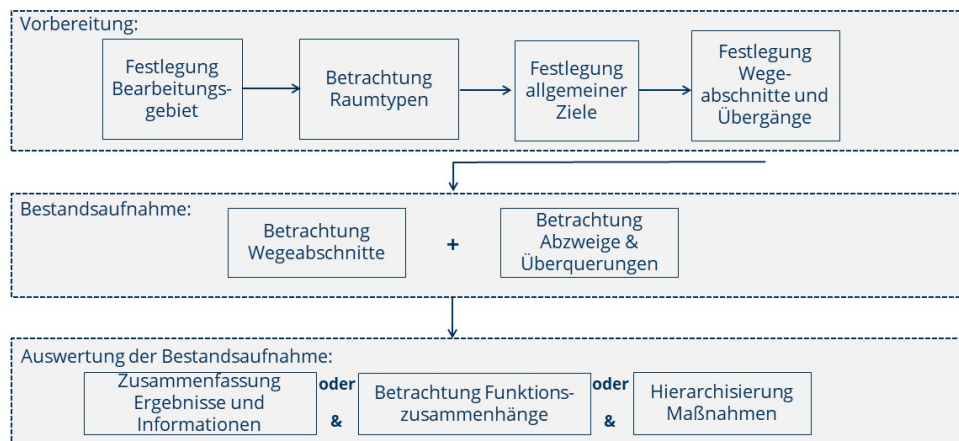 Vorbereitung:
Festlegung
Bearbeitungs-
gebiet
Betrachtung
Raumtypen
Festlegung
allgemeiner
Ziele
Festlegung
Wege-
abschnitte und
Übergänge
Bestandsaufnahme:
Betrachtung
Wegeabschnitte
+
Betrachtung
Abzweige &
Überquerungen
Auswertung der Bestandsaufnahme:
Zusammenfassung
Ergebnisse und
Informationen
oder
&
Betrachtung Funktions-
zusammenhänge
oder
&
Hierarchisierung
Maßnahmen